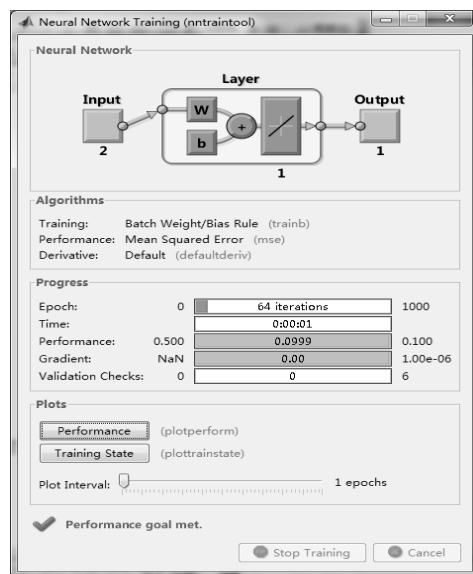 Neural Network Training (nntraintool)
Neural Network
Layer
Input
W
b
+
Output
2
1
1
Algorithms
Training: Batch Weight/Bias Rule (trainb)
Performance: Mean Squared Error (mse)
Derivative: Default (defaultderiv)
Progress
Epoch: 0 64 iterations 1000
Time: 0:00:01
Performance: 0.500 0.0999 0.100
Gradient: NaN 0.00 1.00e-06
Validation Checks: 0 0 6
Plots
Performance (plotperform)
Training State (plottrainstate)
Plot Interval: 1 epochs
Performance goal met.
Stop Training Cancel